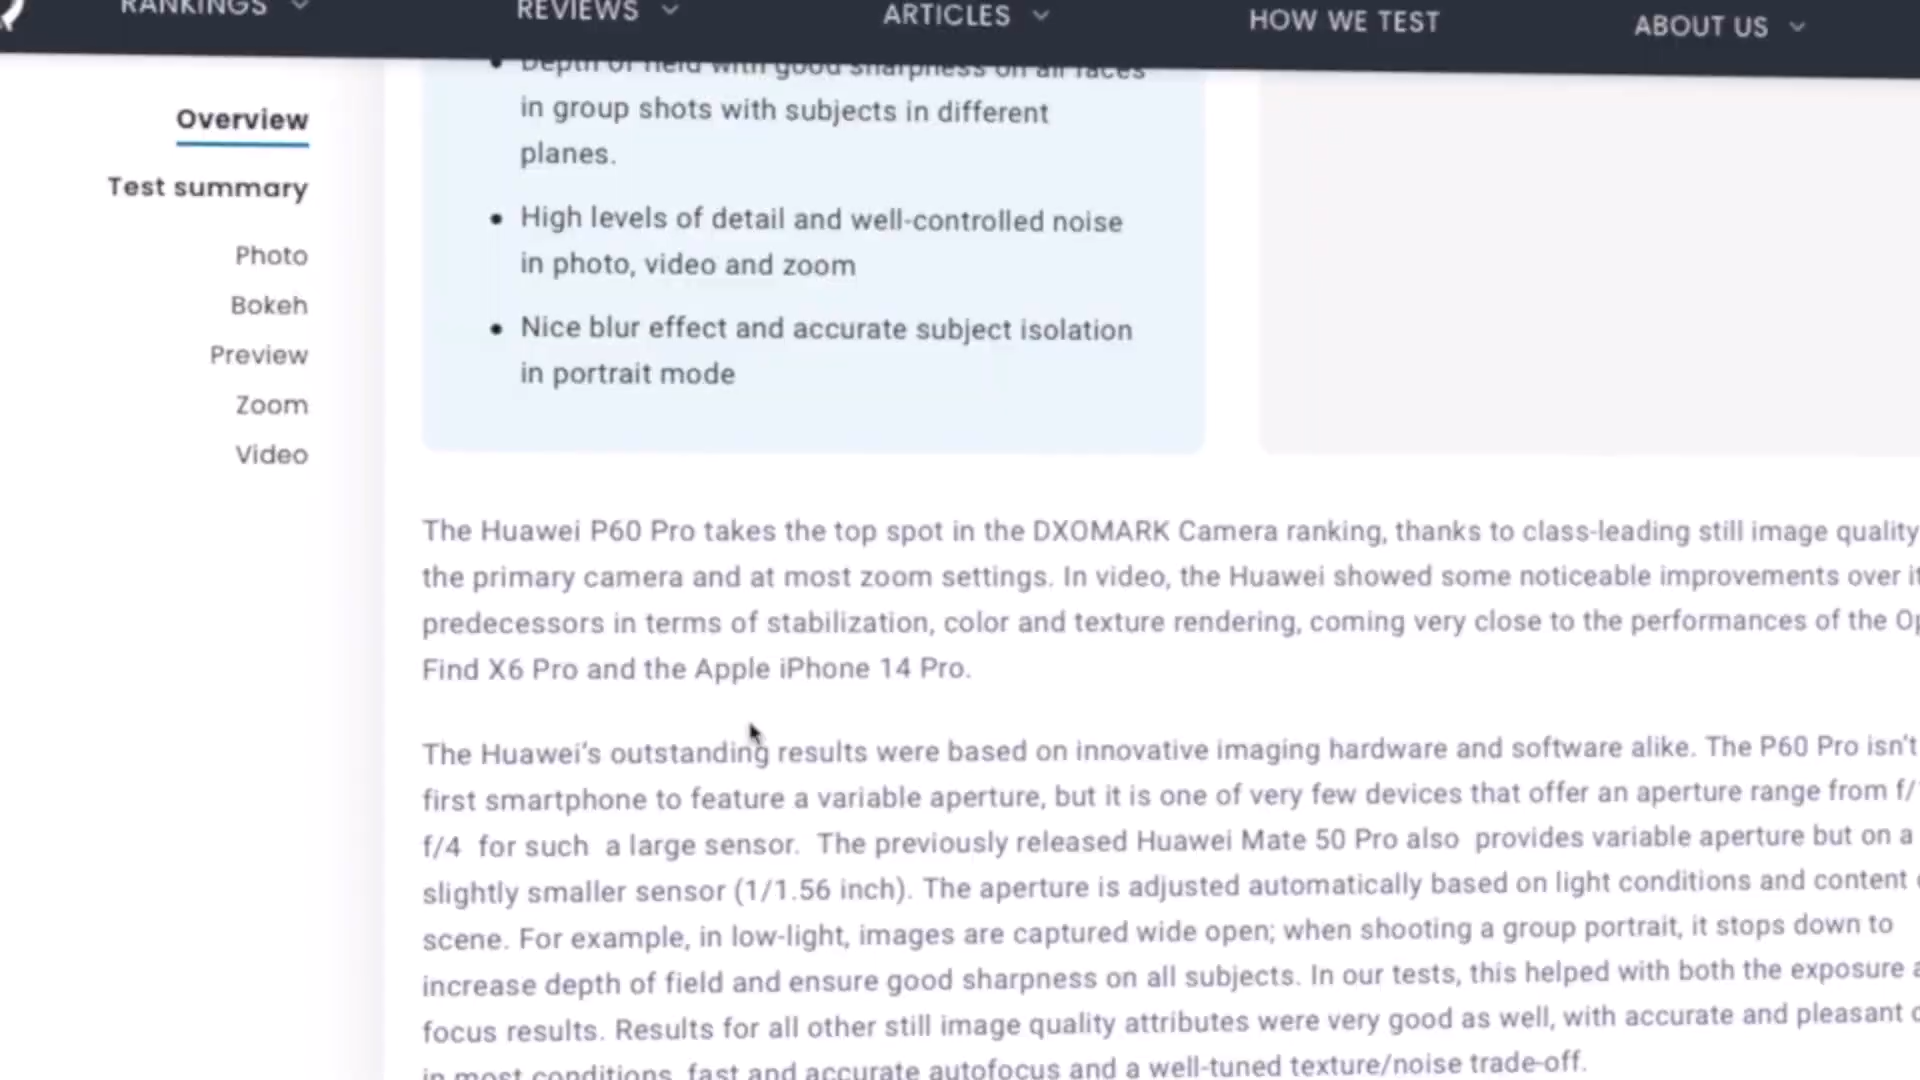 RANKINGS
REVIEWS
ARTICLES
HOW WE TEST
ABOUT US
Overview
Test summary
Photo
Bokeh
Preview
Zoom
Video
Depth of field with good sharpness on all faces
in group shots with subjects in different
planes.
High levels of detail and well-controlled noise
in photo, video and zoom
Nice blur effect and accurate subject isolation
in portrait mode
The Huawei P60 Pro takes the top spot in the DXOMARK Camera ranking, thanks to class-leading still image quality
the primary camera and at most zoom settings. In video, the Huawei showed some noticeable improvements over
predecessors in terms of stabilization, color and texture rendering, coming very close to the performances of the
Find X6 Pro and the Apple iPhone 14 Pro.
The Huawei's outstanding results were based on innovative imaging hardware and software alike. The P60 Pro isn't
first smartphone to feature a variable aperture, but it is one of very few devices that offer an aperture range from
f/4 for such a large sensor. The previously released Huawei Mate 50 Pro also provides variable aperture but on a
slightly smaller sensor (1/1.56 inch). The aperture is adjusted automatically based on light conditions and content
scene. For example, in low-light, images are captured wide open; when shooting a group portrait, it stops down to
increase depth of field and ensure good sharpness on all subjects. In our tests, this helped with both the exposure
focus results. Results for all other still image quality attributes were very good as well, with accurate and pleasant
in most conditions, fast and accurate autofocus and a well-tuned texture/noise trade-off.